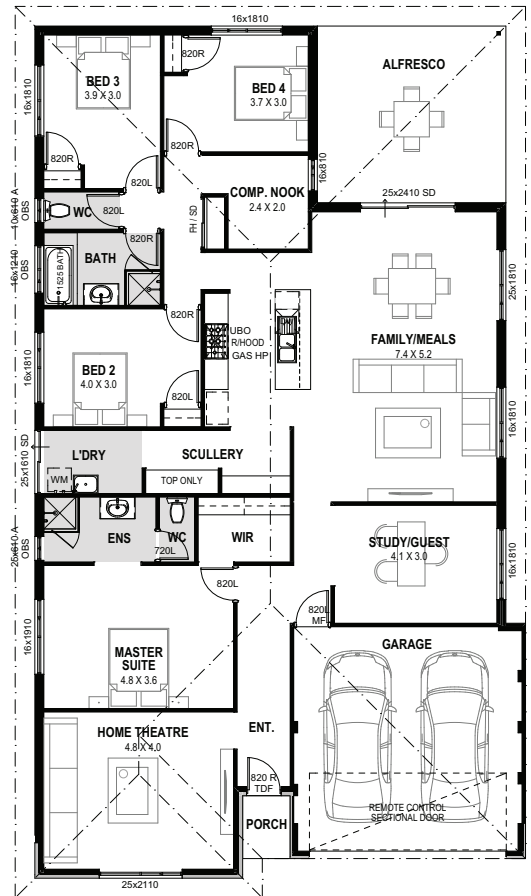 16x1810
820R
BED 3
3.9 X 3.0
BED 4
3.7 X 3.0
ALFRESCO
16x1810
820R
820R
820L
16x810
COMP. NOOK
2.4 X 2.0
25x2410 SD
10x610 A
OBS
WC
820L
FH / SD
820R
BATH
1525 BATH
16x1210
OBS
25x1810
820R
UBO
R/HOOD
GAS HP
DW
FAMILY/MEALS
7.4 X 5.2
16x1810
BED 2
4.0 X 3.0
820L
16x1810
25x1610 SD
L'DRY
SCULLERY
WM
TOP ONLY
ENS
WC
720L
WIR
STUDY/GUEST
4.1 X 3.0
25x610 A
OBS
16x1810
820L
820L
MF
GARAGE
16x1910
MASTER
SUITE
4.8 X 3.6
HOME THEATRE
4.8 X 4.0
ENT.
820 R
TDF
REMOTE CONTROL
SECTIONAL DOOR
PORCH
25x2110